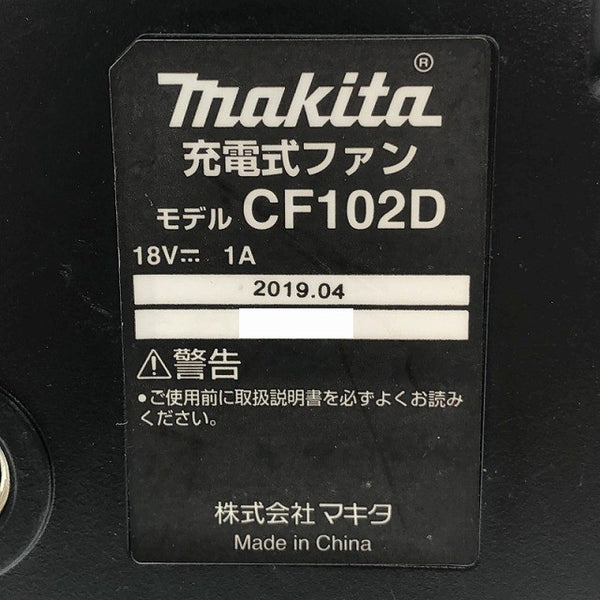 makita®
充電式ファン
モデル CF102D
18V⎓ 1A
2019.04
⚠警告
●ご使用前に取扱説明書を必ずよくお読み
ください。
株式会社マキタ
Made in China